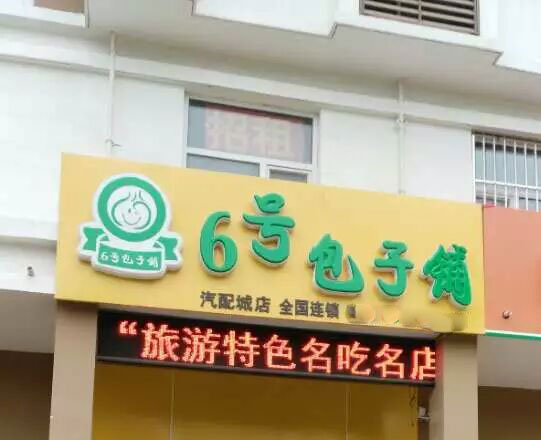 招租
6号包子铺
6号包子铺
汽配城店 全国连锁
“旅游特色名吃名店